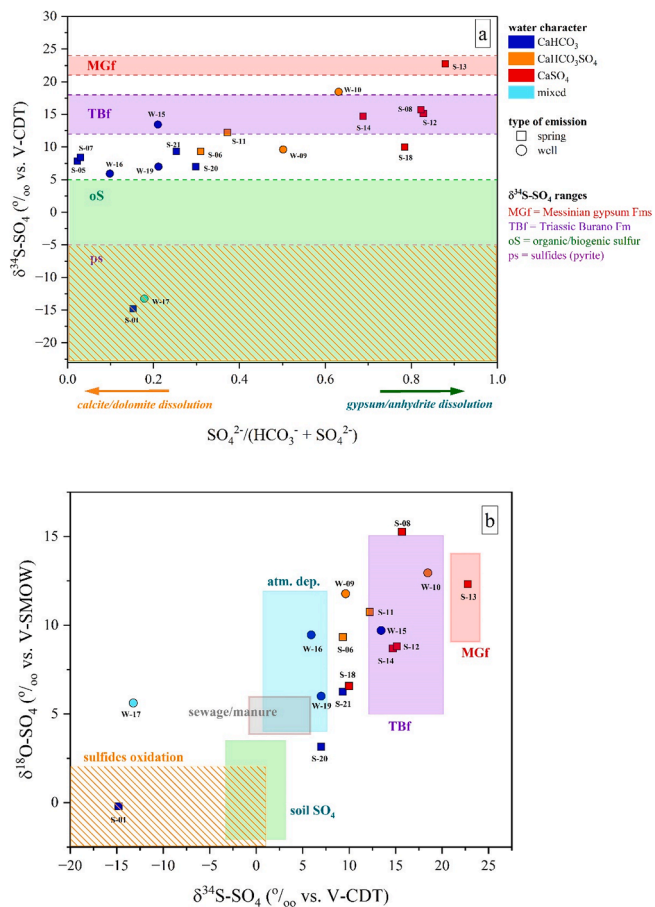 30
25
20
15
10
5
0
−5
−10
−15
−20
δ³⁴S-SO₄ (⁰/₀₀ vs. V-CDT)
a
MGf
S-13
W-10
TBf
W-15
S-08
S-14
S-12
S-11
S-07
S-21
S-06
W-09
S-18
S-05
W-16
W-19
S-20
oS
ps
W-17
S-01
0.0 0.2 0.4 0.6 0.8 1.0
calcite/dolomite dissolution
gypsum/anhydrite dissolution
SO₄²⁻/(HCO₃⁻ + SO₄²⁻)
water character
CaHCO₃
CaHCO₃SO₄
CaSO₄
mixed
type of emission
spring
well
δ³⁴S-SO₄ ranges
MGf = Messinian gypsum Fms
TBf = Triassic Burano Fm
oS = organic/biogenic sulfur
ps = sulfides (pyrite)
15
10
5
0
δ¹⁸O-SO₄ (⁰/₀₀ vs. V-SMOW)
b
S-08
atm. dep.
W-09
W-10
S-13
S-11
W-15
W-16
S-06
S-14
S-12
MGf
S-18
W-19
S-21
W-17
sewage/manure
TBf
S-20
sulfides oxidation
soil SO₄
S-01
−20 −15 −10 −5 0 5 10 15 20 25
δ³⁴S-SO₄ (⁰/₀₀ vs. V-CDT)